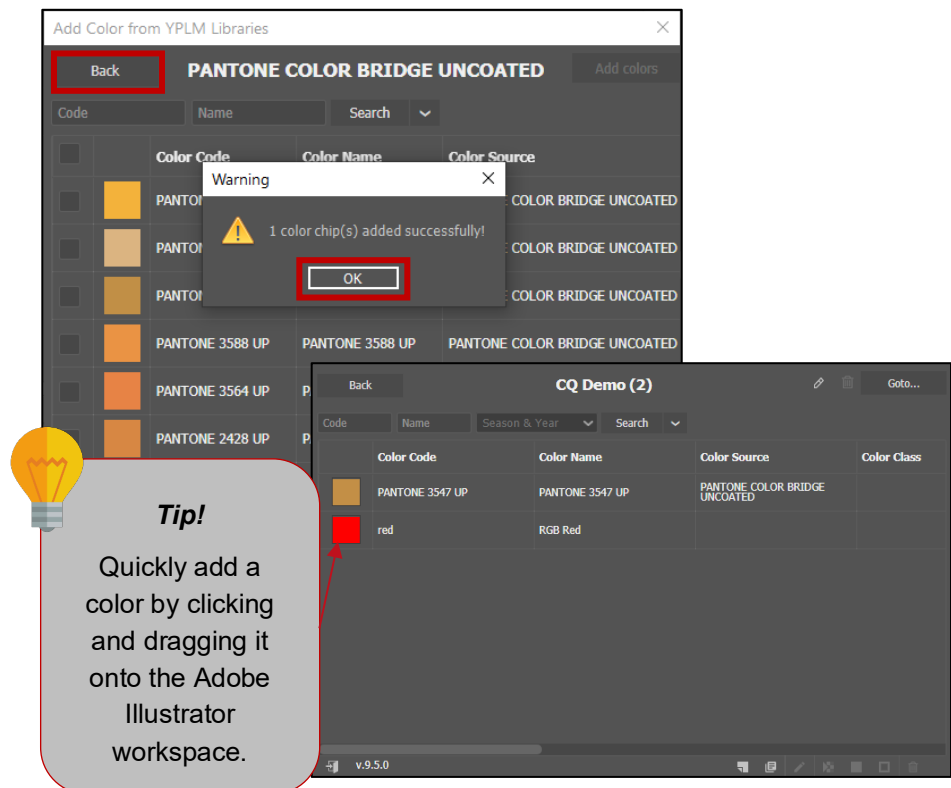 Add Color from YPLM Libraries
Back PANTONE COLOR BRIDGE UNCOATED Add colors
Code Name Search
Color Code Color Name Color Source
Warning
1 color chip(s) added successfully!
OK
COLOR BRIDGE UNCOATED
COLOR BRIDGE UNCOATED
COLOR BRIDGE UNCOATED
PANTONE 3588 UP PANTONE 3588 UP PANTONE COLOR BRIDGE UNCOATED
PANTONE 3564 UP
PANTONE 2428 UP
Back CQ Demo (2) Goto...
Code Name Season & Year Search
Color Code Color Name Color Source Color Class
PANTONE 3547 UP PANTONE 3547 UP PANTONE COLOR BRIDGE
UNCOATED
red RGB Red
v.9.5.0
Tip!
Quickly add a
color by clicking
and dragging it
onto the Adobe
Illustrator
workspace.